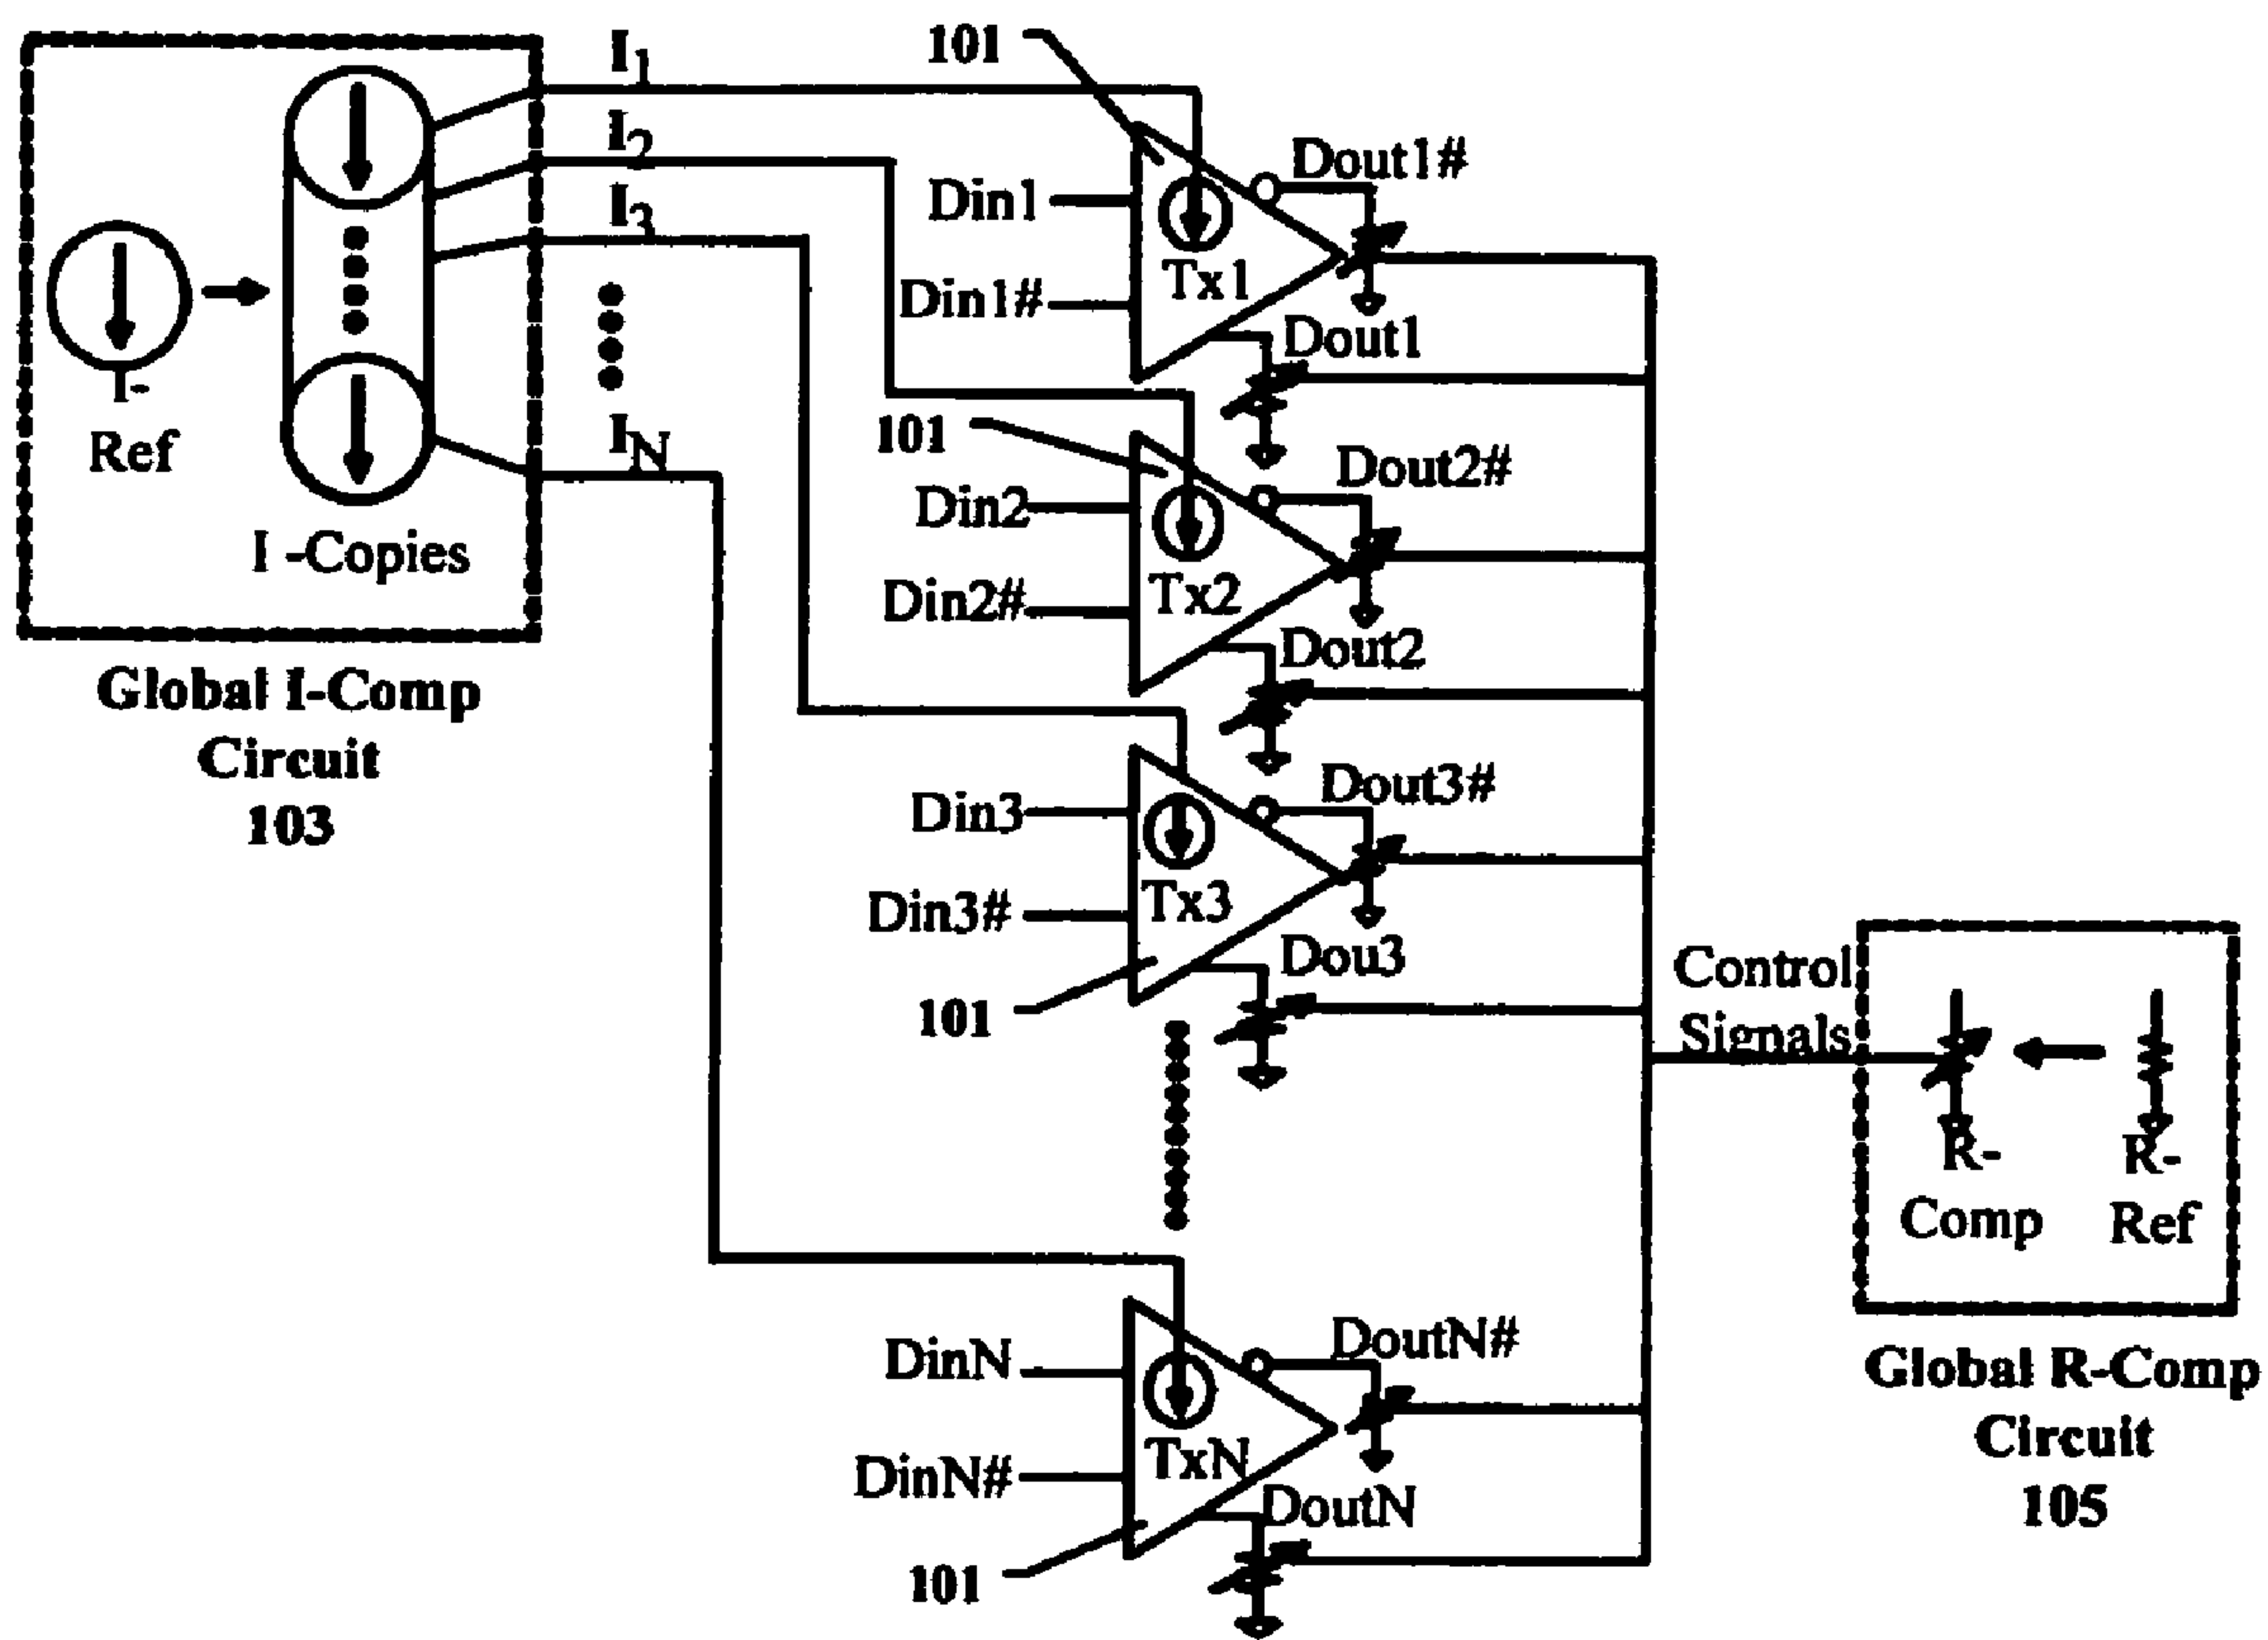 I1
I2
I3
IN
I-
Ref
I -Copies
Global I-Comp
Circuit
103
101
Din1
Din1#
Tx1
Dout1#
Dout1
101
Din2
Din2#
Tx2
Dout2#
Dout2
Din3
Din3#
Tx3
Dout3#
Dou3
101
DinN
DinN#
TxN
DoutN#
DoutN
101
Control
Signals
R-
Comp
R-
Ref
Global R-Comp
Circuit
105